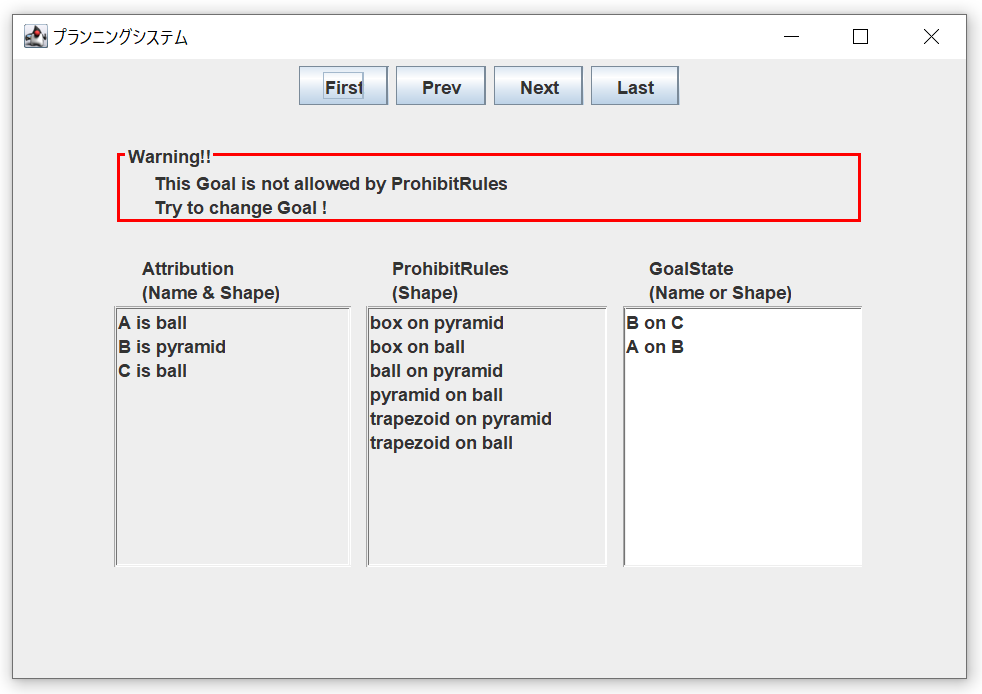 プランニングシステム
First Prev Next Last
Warning!!
This Goal is not allowed by ProhibitRules
Try to change Goal !
Attribution
(Name & Shape)
A is ball
B is pyramid
C is ball
ProhibitRules
(Shape)
box on pyramid
box on ball
ball on pyramid
pyramid on ball
trapezoid on pyramid
trapezoid on ball
GoalState
(Name or Shape)
B on C
A on B